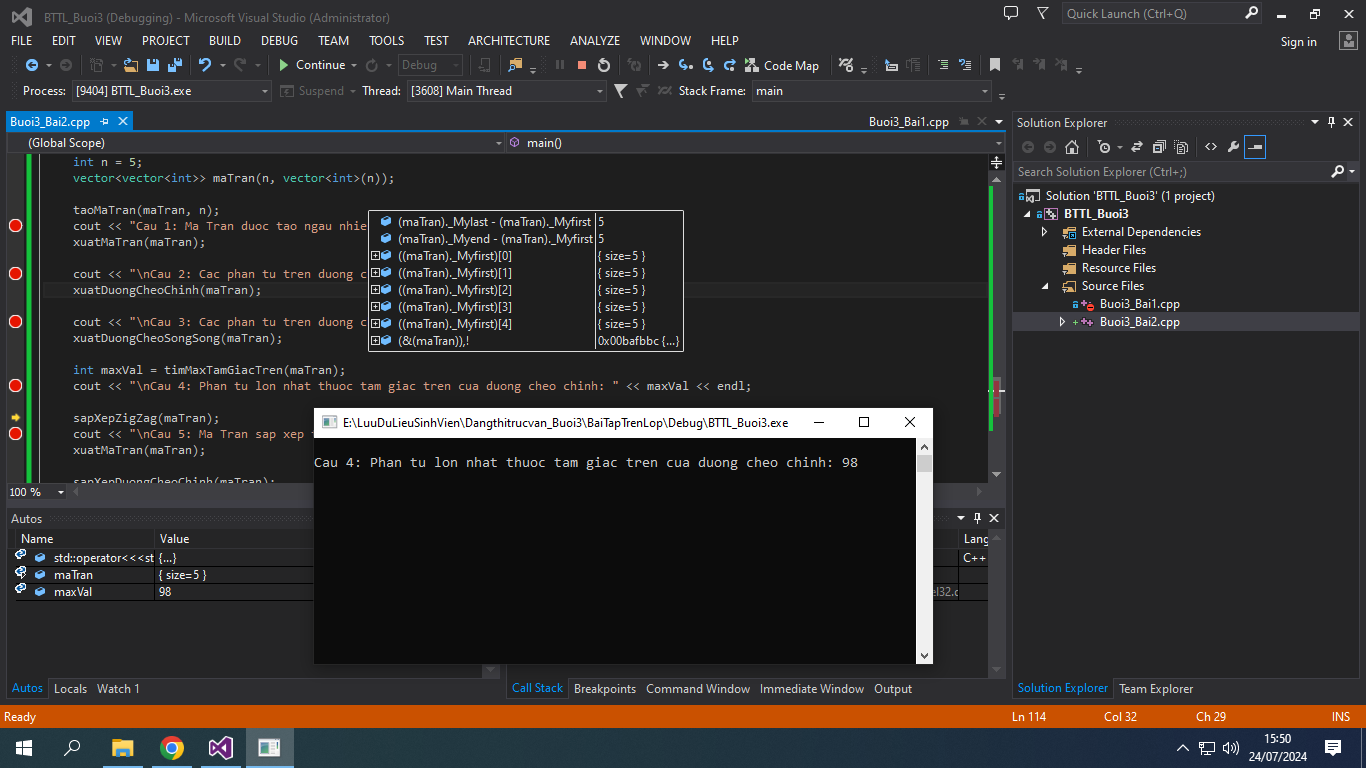 BTTL_Buoi3 (Debugging) - Microsoft Visual Studio (Administrator)
Quick Launch (Ctrl+Q)
FILE EDIT VIEW PROJECT BUILD DEBUG TEAM TOOLS TEST ARCHITECTURE ANALYZE WINDOW HELP
Sign in
Continue Debug Code Map
Process: [9404] BTTL_Buoi3.exe Suspend Thread: [3608] Main Thread Stack Frame: main
Buoi3_Bai2.cpp
Buoi3_Bai1.cpp
(Global Scope) main()
int n = 5;
vector<vector<int>> maTran(n, vector<int>(n));
taoMaTran(maTran, n);
cout << "Cau 1: Ma Tran duoc tao ngau nhie
xuatMaTran(maTran);
cout << "\nCau 2: Cac phan tu tren duong c
xuatDuongCheoChinh(maTran);
cout << "\nCau 3: Cac phan tu tren duong c
xuatDuongCheoSongSong(maTran);
int maxVal = timMaxTamGiacTren(maTran);
cout << "\nCau 4: Phan tu lon nhat thuoc tam giac tren cua duong cheo chinh: " << maxVal << endl;
sapXepZigZag(maTran);
cout << "\nCau 5: Ma Tran sap xep
xuatMaTran(maTran);
sapXepDuongCheoChinh(maTran);
(maTran)._Mylast - (maTran)._Myfirst 5
(maTran)._Myend - (maTran)._Myfirst 5
((maTran)._Myfirst)[0] { size=5 }
((maTran)._Myfirst)[1] { size=5 }
((maTran)._Myfirst)[2] { size=5 }
((maTran)._Myfirst)[3] { size=5 }
((maTran)._Myfirst)[4] { size=5 }
(&(maTran)),! 0x00bafbbc {...}
100 %
E:\LuuDuLieuSinhVien\Dangthitrucvan_Buoi3\BaiTapTrenLop\Debug\BTTL_Buoi3.exe
Cau 4: Phan tu lon nhat thuoc tam giac tren cua duong cheo chinh: 98
Autos
Name Value
std::operator<<<st {...}
maTran { size=5 }
maxVal 98
Lang
C++
el32.d
Autos Locals Watch 1
Call Stack Breakpoints Command Window Immediate Window Output
Solution Explorer
Search Solution Explorer (Ctrl+;)
Solution 'BTTL_Buoi3' (1 project)
BTTL_Buoi3
External Dependencies
Header Files
Resource Files
Source Files
Buoi3_Bai1.cpp
Buoi3_Bai2.cpp
Solution Explorer Team Explorer
Ready Ln 114 Col 32 Ch 29 INS
15:50
24/07/2024